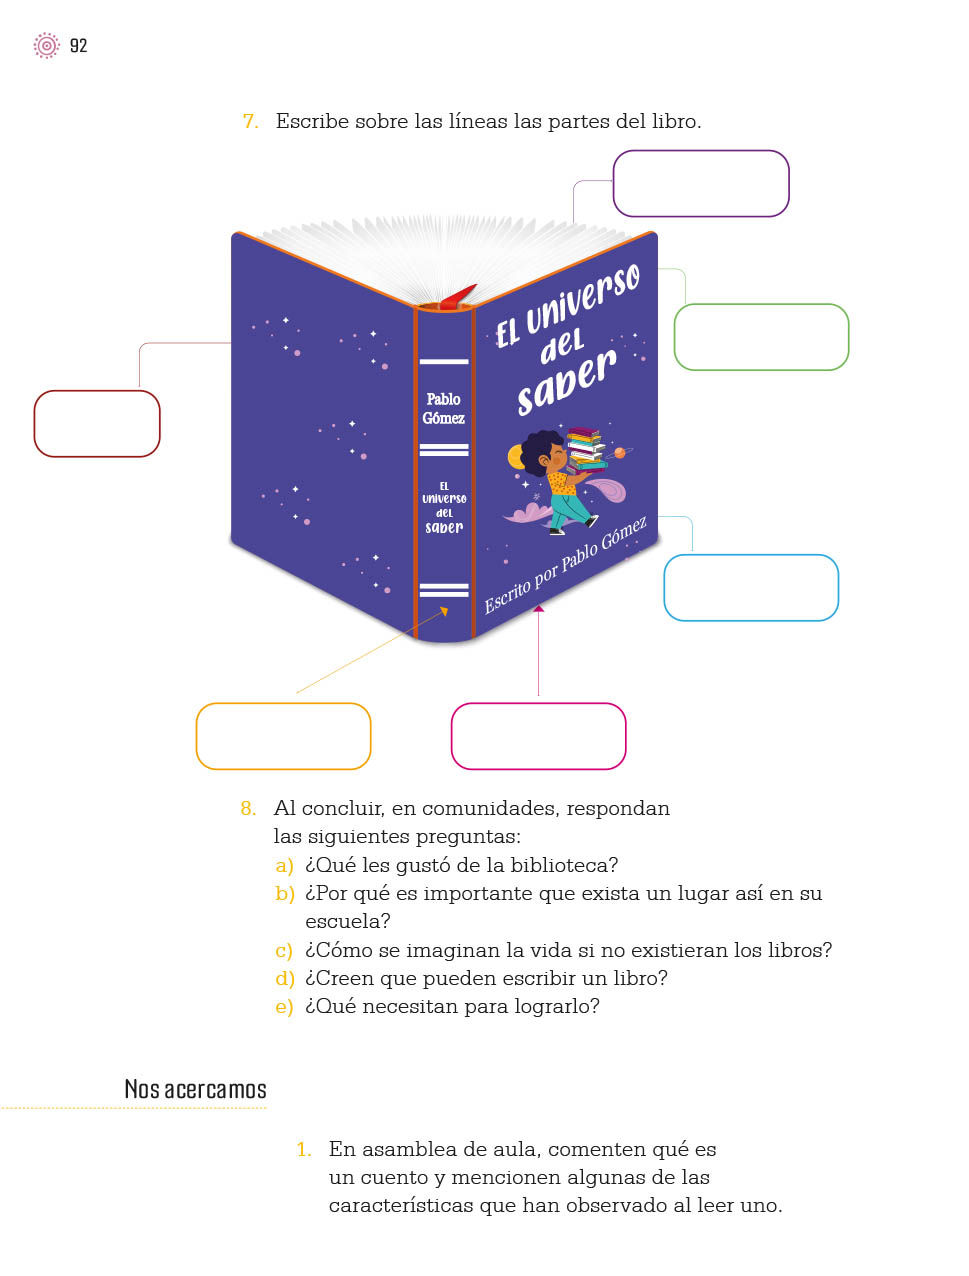 92
7. Escribe sobre las líneas las partes del libro.
El universo
del
saber
Pablo
Gómez
El
universo
del
saber
Escrito por Pablo Gómez
8. Al concluir, en comunidades, respondan
las siguientes preguntas:
a) ¿Qué les gustó de la biblioteca?
b) ¿Por qué es importante que exista un lugar así en su
escuela?
c) ¿Cómo se imaginan la vida si no existieran los libros?
d) ¿Creen que pueden escribir un libro?
e) ¿Qué necesitan para lograrlo?
Nos acercamos
1. En asamblea de aula, comenten qué es
un cuento y mencionen algunas de las
características que han observado al leer uno.